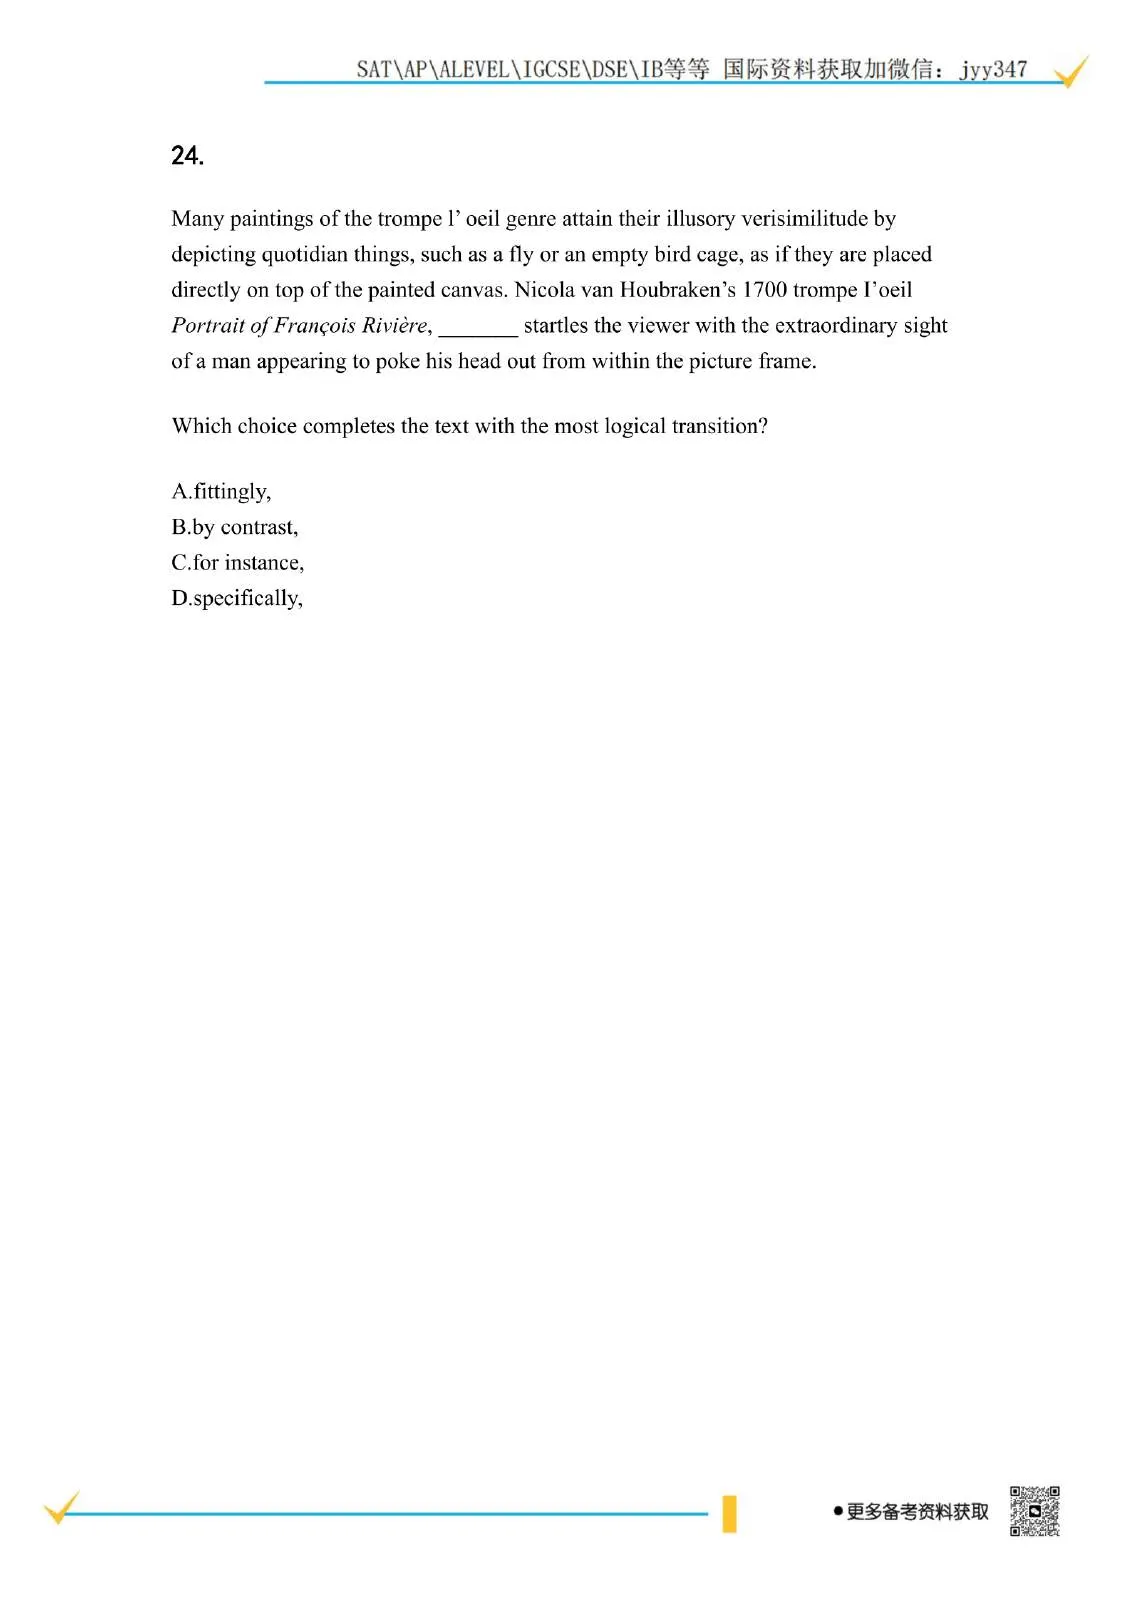 SAT\AP\ALEVEL\IGCSE\DSE\IB等等 国际资料获取加微信：jyy347
24.
Many paintings of the trompe l’ oeil genre attain their illusory verisimilitude by
depicting quotidian things, such as a fly or an empty bird cage, as if they are placed
directly on top of the painted canvas. Nicola van Houbraken’s 1700 trompe I’oeil
Portrait of François Rivière, _______ startles the viewer with the extraordinary sight
of a man appearing to poke his head out from within the picture frame.
Which choice completes the text with the most logical transition?
A.fittingly,
B.by contrast,
C.for instance,
D.specifically,
●更多备考资料获取